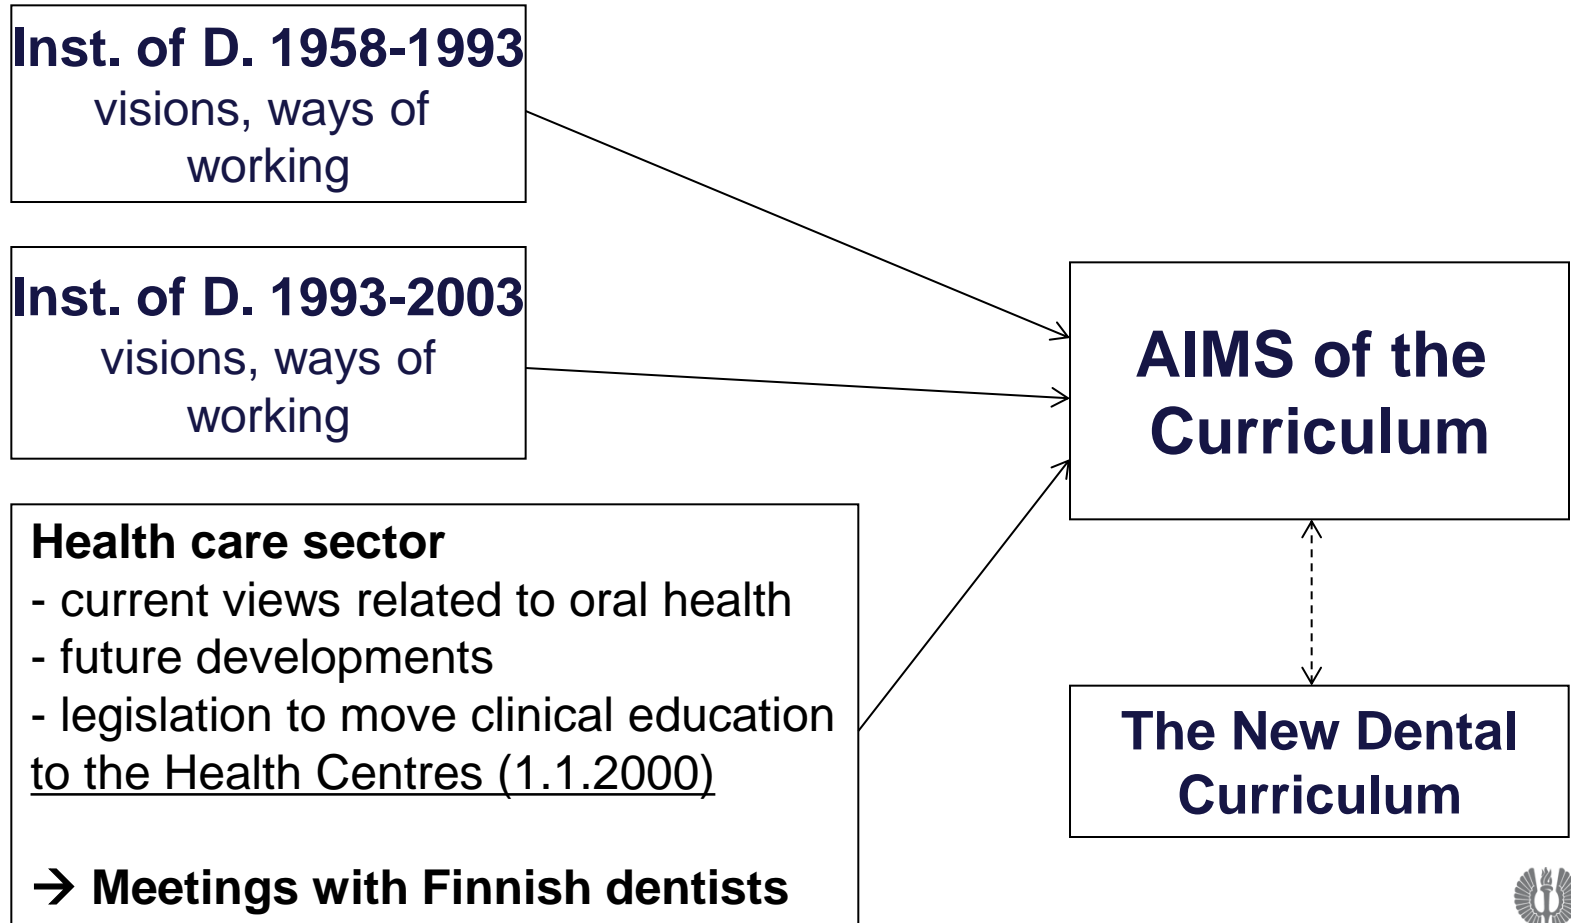 Inst. of D. 1958-1993
visions, ways of
working
Inst. of D. 1993-2003
visions, ways of
working
Health care sector
- current views related to oral health
- future developments
- legislation to move clinical education
to the Health Centres (1.1.2000)
→ Meetings with Finnish dentists
AIMS of the
Curriculum
The New Dental
Curriculum